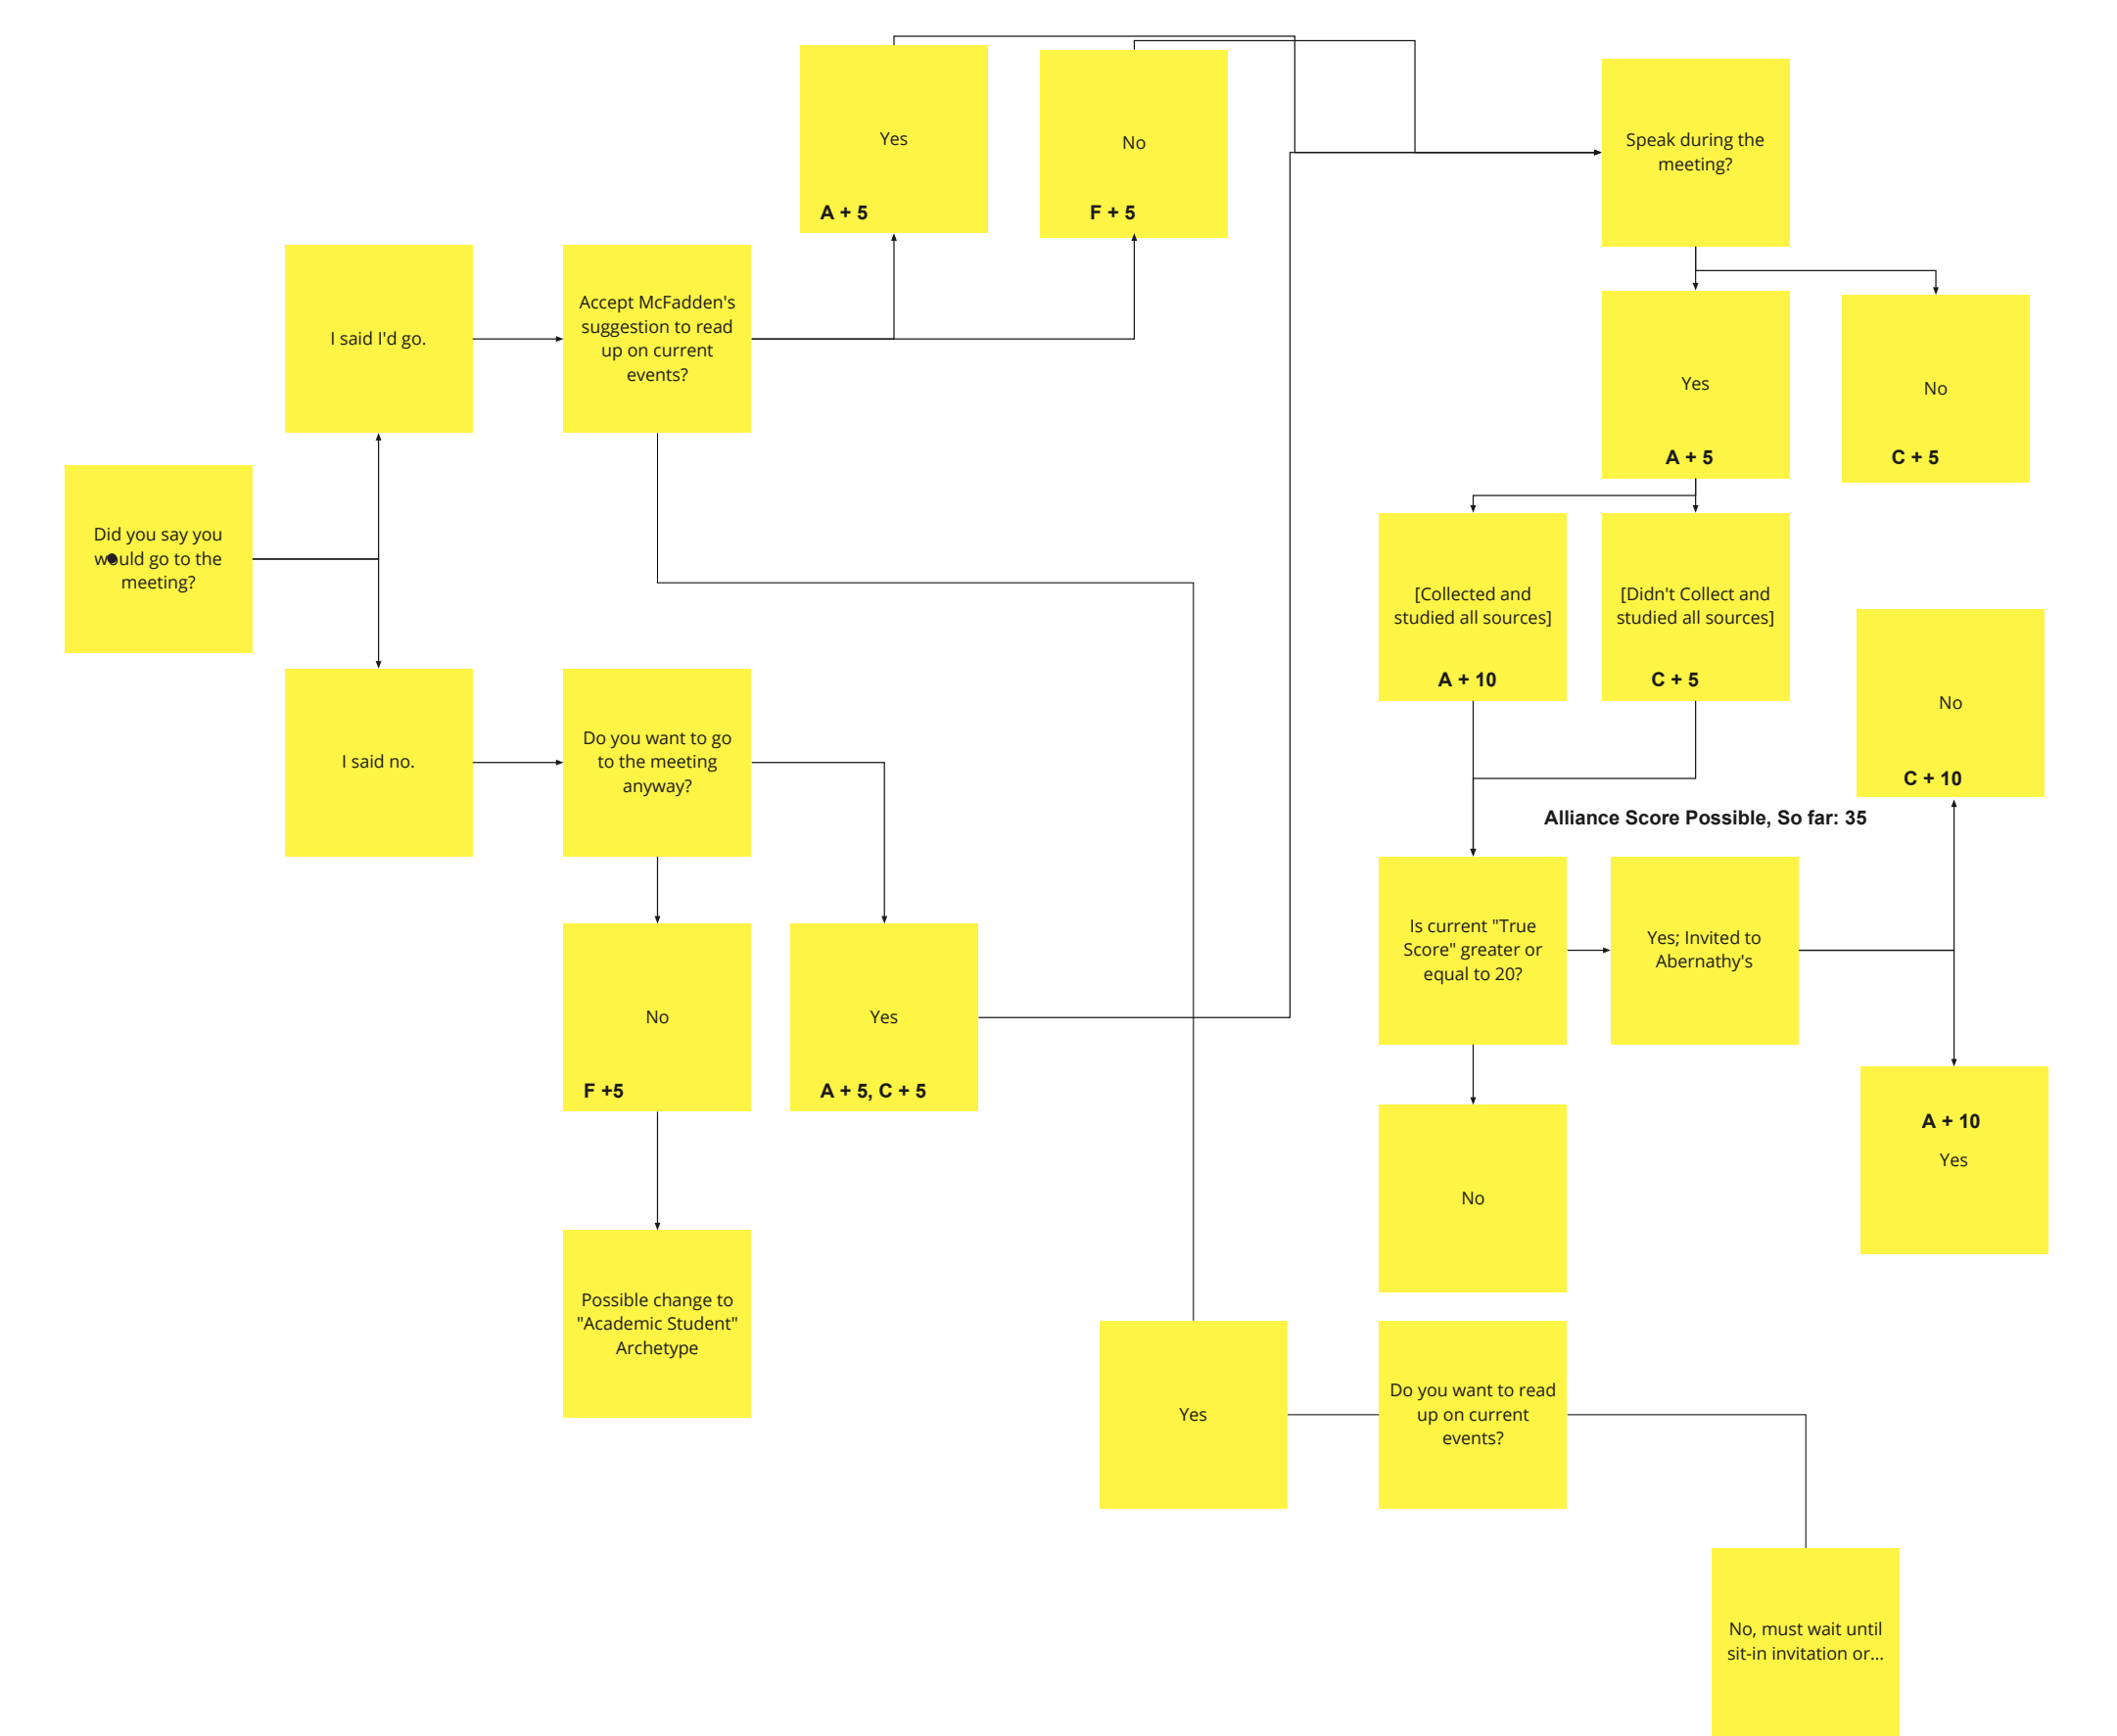 Yes
A + 5
No
F + 5
Speak during the
meeting?
I said I'd go.
Accept McFadden's
suggestion to read
up on current
events?
Yes
A + 5
No
C + 5
Did you say you
would go to the
meeting?
[Collected and
studied all sources]
A + 10
[Didn't Collect and
studied all sources]
C + 5
No
C + 10
I said no.
Do you want to go
to the meeting
anyway?
Alliance Score Possible, So far: 35
Is current "True
Score" greater or
equal to 20?
Yes; Invited to
Abernathy's
No
F +5
Yes
A + 5, C + 5
A + 10
Yes
No
Possible change to
"Academic Student"
Archetype
Yes
Do you want to read
up on current
events?
No, must wait until
sit-in invitation or...